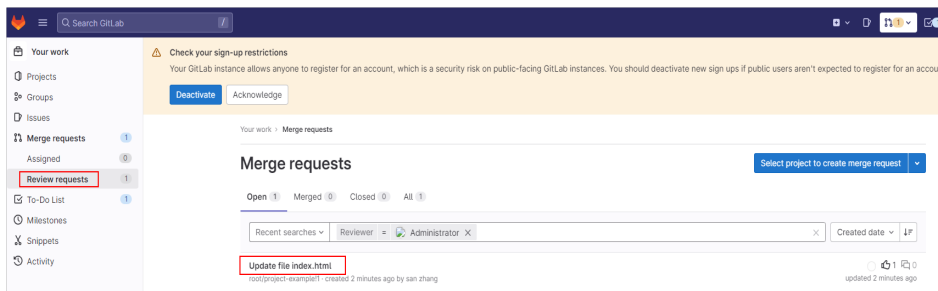 Search GitLab /
1
Your work
Check your sign-up restrictions
Your GitLab instance allows anyone to register for an account, which is a security risk on public-facing GitLab instances. You should deactivate new sign ups if public users aren't expected to register for an accou
Projects
Groups
Deactivate Acknowledge
Issues
Merge requests 1
Your work > Merge requests
Assigned 0
Merge requests
Select project to create merge request
Review requests 1
To-Do List 1
Open 1 Merged 0 Closed 0 All 1
Milestones
Snippets
Recent searches Reviewer = Administrator
Created date
Activity
Update file index.html
1 0
root/project-example!1 · created 2 minutes ago by san zhang
updated 2 minutes ago